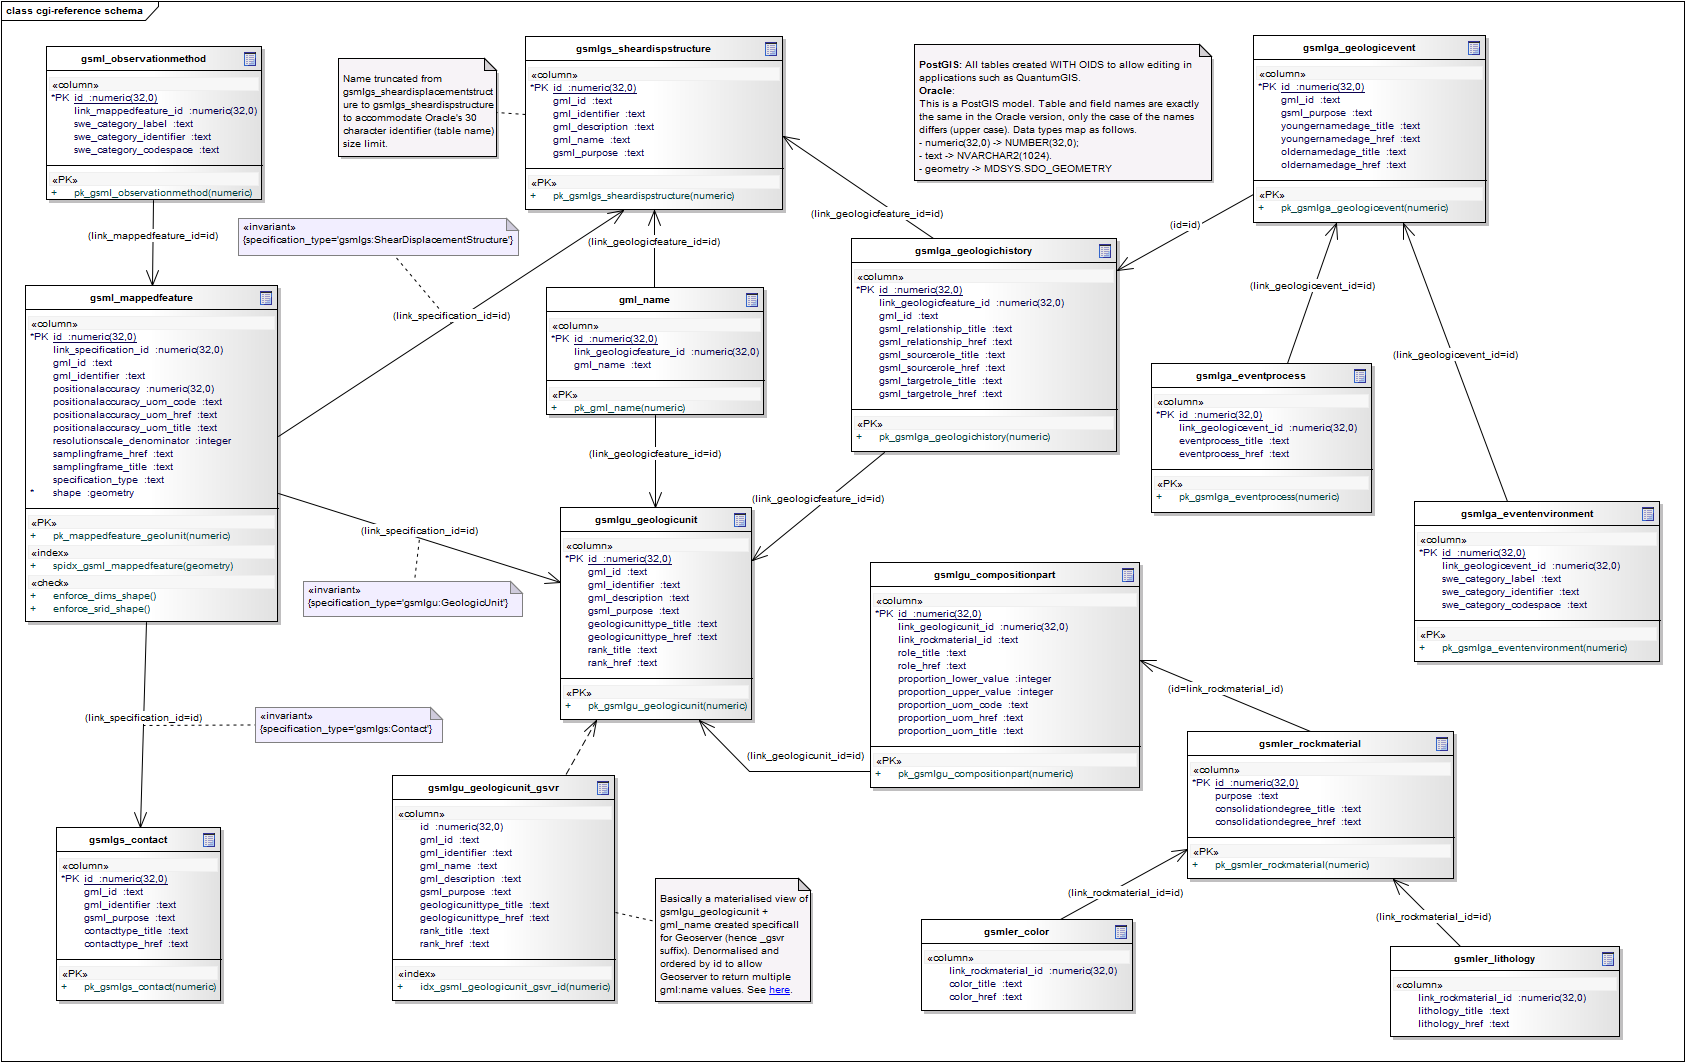 class cgi-reference schema
gsml_observationmethod
«column»
*PK id :numeric(32,0)
link_mappedfeature_id :numeric(32,0)
swe_category_label :text
swe_category_identifier :text
swe_category_codespace :text
«PK»
+ pk_gsml_observationmethod(numeric)
(link_mappedfeature_id=id)
Name truncated from
gsmlgs_sheardisplacementstruct
ure to gsmlgs_sheardispstructure
to accommodate Oracle's 30
character identifier (table name)
size limit.
gsmlgs_sheardispstructure
«column»
*PK id :numeric(32,0)
gml_id :text
gml_identifier :text
gml_description :text
gml_name :text
gsml_purpose :text
«PK»
+ pk_gsmlgs_sheardispstructure(numeric)
PostGIS: All tables created WITH OIDS to allow editing in
applications such as QuantumGIS.
Oracle:
This is a PostGIS model. Table and field names are exactly
the same in the Oracle version, only the case of the names
differs (upper case). Data types map as follows.
- numeric(32,0) -> NUMBER(32,0);
- text -> NVARCHAR2(1024).
- geometry -> MDSYS.SDO_GEOMETRY
gsmlga_geologicevent
«column»
*PK id :numeric(32,0)
gml_id :text
gsml_purpose :text
youngernamedage_title :text
youngernamedage_href :text
oldernamedage_title :text
oldernamedage_href :text
«PK»
+ pk_gsmlga_geologicevent(numeric)
«invariant»
{specification_type='gsmlgs:ShearDisplacementStructure'}
(link_geologicfeature_id=id)
(link_geologicfeature_id=id)
(id=id)
(link_specification_id=id)
(link_geologicevent_id=id)
(link_geologicevent_id=id)
gsml_mappedfeature
«column»
*PK id :numeric(32,0)
link_specification_id :numeric(32,0)
gml_id :text
gml_identifier :text
positionalaccuracy :numeric(32,0)
positionalaccuracy_uom_code :text
positionalaccuracy_uom_href :text
positionalaccuracy_uom_title :text
resolutionscale_denominator :integer
samplingframe_href :text
samplingframe_title :text
specification_type :text
* shape :geometry
«PK»
+ pk_mappedfeature_geolunit(numeric)
«index»
+ spidx_gsml_mappedfeature(geometry)
«check»
+ enforce_dims_shape()
+ enforce_srid_shape()
gml_name
«column»
*PK id :numeric(32,0)
link_geologicfeature_id :numeric(32,0)
gml_name :text
«PK»
+ pk_gml_name(numeric)
(link_geologicfeature_id=id)
gsmlga_geologichistory
«column»
*PK id :numeric(32,0)
link_geologicfeature_id :numeric(32,0)
gml_id :text
gsml_relationship_title :text
gsml_relationship_href :text
gsml_sourcerole_title :text
gsml_sourcerole_href :text
gsml_targetrole_title :text
gsml_targetrole_href :text
«PK»
+ pk_gsmlga_geologichistory(numeric)
(link_geologicfeature_id=id)
gsmlga_eventprocess
«column»
*PK id :numeric(32,0)
link_geologicevent_id :numeric(32,0)
eventprocess_title :text
eventprocess_href :text
«PK»
+ pk_gsmlga_eventprocess(numeric)
gsmlga_eventenvironment
«column»
*PK id :numeric(32,0)
link_geologicevent_id :numeric(32,0)
swe_category_label :text
swe_category_identifier :text
swe_category_codespace :text
«PK»
+ pk_gsmlga_eventenvironment(numeric)
(link_specification_id=id)
«invariant»
{specification_type='gsmlgu:GeologicUnit'}
gsmlgu_geologicunit
«column»
*PK id :numeric(32,0)
gml_id :text
gml_identifier :text
gml_description :text
gsml_purpose :text
geologicunittype_title :text
geologicunittype_href :text
rank_title :text
rank_href :text
«PK»
+ pk_gsmlgu_geologicunit(numeric)
gsmlgu_compositionpart
«column»
*PK id :numeric(32,0)
link_geologicunit_id :numeric(32,0)
link_rockmaterial_id :text
role_title :text
role_href :text
proportion_lower_value :integer
proportion_upper_value :integer
proportion_uom_code :text
proportion_uom_href :text
proportion_uom_title :text
«PK»
+ pk_gsmlgu_compositionpart(numeric)
(id=link_rockmaterial_id)
(link_geologicunit_id=id)
(link_specification_id=id)
«invariant»
{specification_type='gsmlgs:Contact'}
gsmlgs_contact
«column»
*PK id :numeric(32,0)
gml_id :text
gml_identifier :text
gsml_purpose :text
contacttype_title :text
contacttype_href :text
«PK»
+ pk_gsmlgs_contact(numeric)
gsmlgu_geologicunit_gsvr
«column»
id :numeric(32,0)
gml_id :text
gml_identifier :text
gml_name :text
gml_description :text
gsml_purpose :text
geologicunittype_title :text
geologicunittype_href :text
rank_title :text
rank_href :text
«index»
+ idx_gsml_geologicunit_gsvr_id(numeric)
Basically a materialised view of
gsmlgu_geologicunit +
gml_name created specificall
for Geoserver (hence _gsvr
suffix). Denormalised and
ordered by id to allow
Geoserver to return multiple
gml:name values. See here.
gsmler_rockmaterial
«column»
*PK id :numeric(32,0)
purpose :text
consolidationdegree_title :text
consolidationdegree_href :text
«PK»
+ pk_gsmler_rockmaterial(numeric)
(link_rockmaterial_id=id)
(link_rockmaterial_id=id)
gsmler_color
«column»
link_rockmaterial_id :numeric(32,0)
color_title :text
color_href :text
gsmler_lithology
«column»
link_rockmaterial_id :numeric(32,0)
lithology_title :text
lithology_href :text